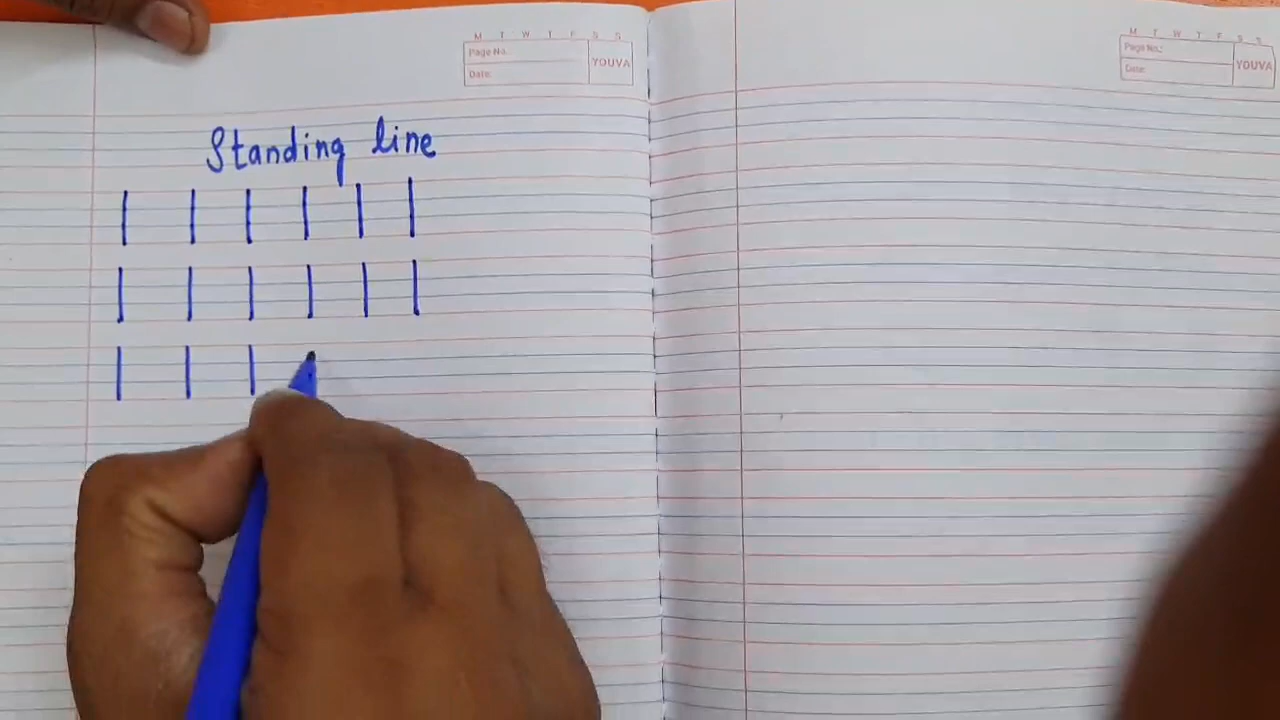 M T W T F S S
Page No.
Date:
YOUVA
M T W T F S S
Page No.:
Date:
YOUVA
Standing line
| | | | | |
| | | | | |
| | |